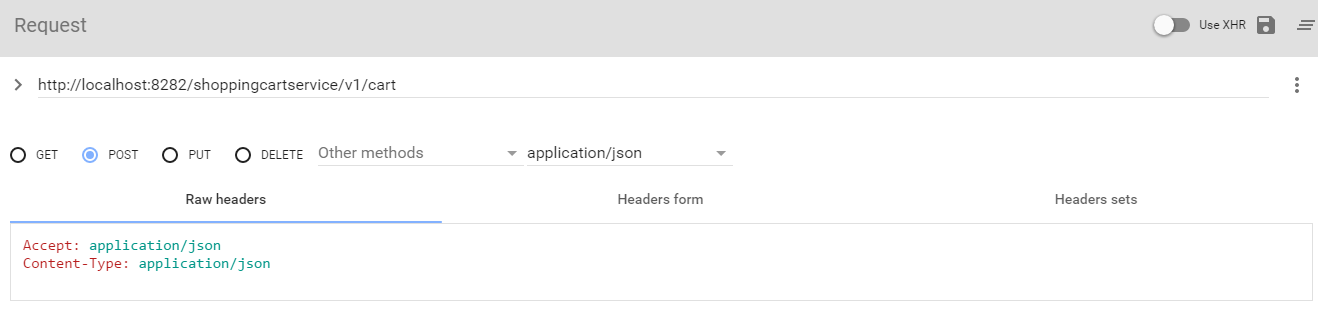 Request
Use XHR
http://localhost:8282/shoppingcartservice/v1/cart
GET POST PUT DELETE Other methods application/json
Raw headers Headers form Headers sets
Accept: application/json
Content-Type: application/json